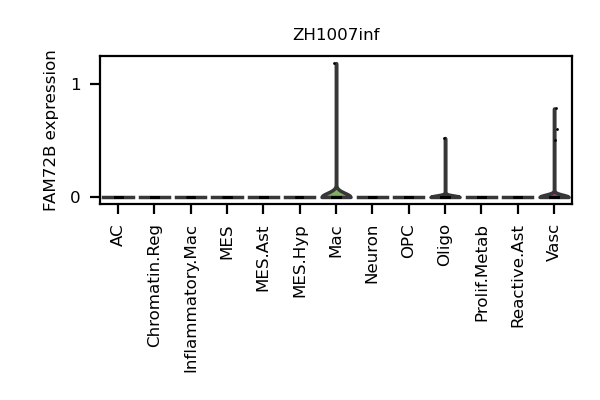 ZH1007inf
FAM72B expression
1
0
AC
Chromatin.Reg
Inflammatory.Mac
MES
MES.Ast
MES.Hyp
Mac
Neuron
OPC
Oligo
Prolif.Metab
Reactive.Ast
Vasc